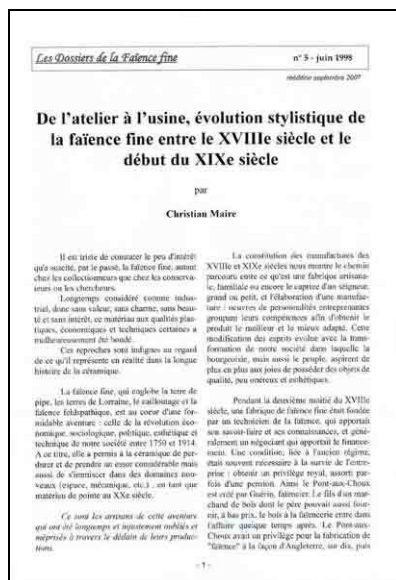 Les Dossiers de la Faïence fine
n° 5 - juin 1998
réédition septembre 2007
De l'atelier à l'usine, évolution stylistique de
la faïence fine entre le XVIIIe siècle et le
début du XIXe siècle
par
Christian Maire
Il est triste de constater le peu d'intérêt
qu'a suscité, par le passé, la faïence fine, autant
chez les collectionneurs que chez les conserva-
teurs ou les chercheurs.
Longtemps considéré comme indus-
triel, donc sans valeur, sans charme, sans beau-
té et sans intérêt, ce matériau aux qualités plas-
tiques, économiques et techniques certaines a
malheureusement été boudé.
Ces reproches sont indignes au regard
de ce qu'il représente en réalité dans la longue
histoire de la céramique.
La faïence fine, qui englobe la terre de
pipe, les terres de Lorraine, le cailloutage et la
faïence feldspathique, est au coeur d'une for-
midable aventure : celle de la révolution éco-
nomique, sociologique, politique, esthétique et
technique de notre société entre 1750 et 1914.
A ce titre, elle a permis à la céramique de per-
durer et de prendre un essor considérable mais
aussi de s'immiscer dans des domaines nou-
veaux (espace, mécanique, etc.) : en tant que
matériau de pointe au XXe siècle.
Ce sont les artisans de cette aventure
qui ont été longtemps et injustement oubliés et
méprisés à travers le dédain de leurs produc-
tions.
La constitution des manufactures des
XVIIIe et XIXe siècles nous montre le chemin
parcouru entre ce qu'est une fabrique artisana-
le, familiale ou encore le caprice d'un seigneur,
grand ou petit, et l'élaboration d'une manufac-
ture : oeuvres de personnalités entreprenantes
groupant leurs compétences afin d'obtenir le
produit le meilleur et le mieux adapté. Cette
modification des esprits évolue avec la trans-
formation de notre société dans laquelle la
bourgeoisie, mais aussi le peuple, aspirent de
plus en plus aux joies de posséder des objets de
qualité, peu onéreux et esthétiques.
Pendant la deuxième moitié du XVIIIe
siècle, une fabrique de faïence fine était fondée
par un technicien de la faïence, qui apportait
son savoir-faire et ses connaissances, et géné-
ralement un négociant qui apportait le finance-
ment. Une condition, liée à l'ancien régime,
était souvent nécessaire à la survie de l'entre-
prise : obtenir un privilège royal, assorti par-
fois d'une pension. Ainsi le Pont-aux-Choux
est créé par Guérin, faïencier. Le fils d'un mar-
chand de bois dont le père pouvait aussi four-
nir, à bas prix, le bois à la faïencerie entre dans
l'affaire quelque temps après. Le Pont-aux-
Choux avait un privilège pour la fabrication de
"faïence" à la façon d'Angleterre, sur dix, puis
- 7 -